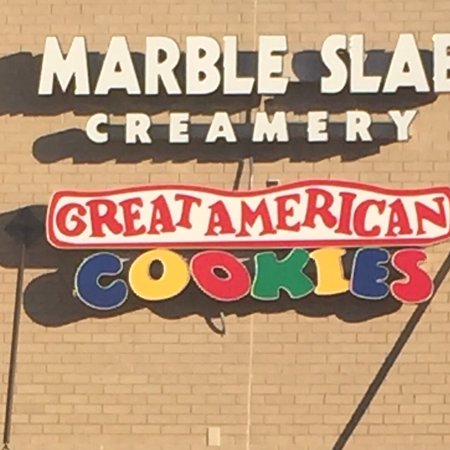 MARBLE SLAB
CREAMERY
GREAT AMERICAN
COOKIES